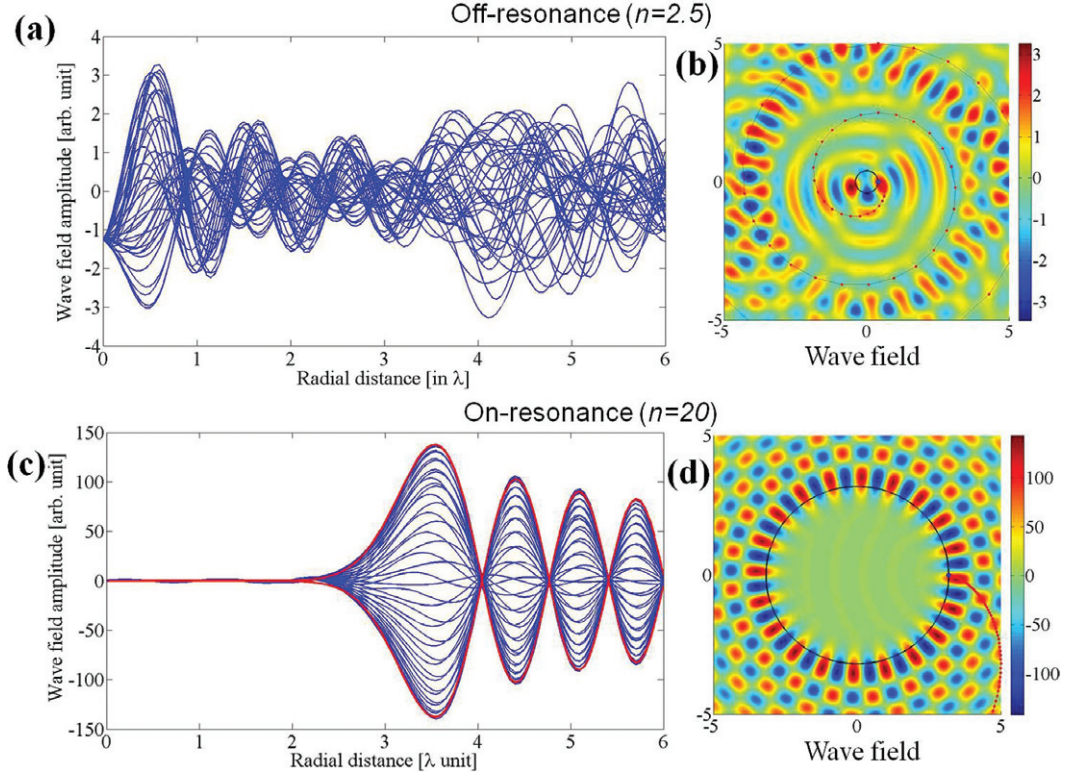 Off-resonance (n=2.5)
(a)
Wave field amplitude [arb. unit]
4
3
2
1
0
-1
-2
-3
-4
0 1 2 3 4 5 6
Radial distance [in λ]
(b)
5
0
-5
-5 0 5
Wave field
3
2
1
0
-1
-2
-3
On-resonance (n=20)
(c)
Wave field amplitude [arb. unit]
150
100
50
0
-50
-100
-150
0 1 2 3 4 5 6
Radial distance [λ unit]
(d)
5
0
-5
-5 0 5
Wave field
100
50
0
-50
-100